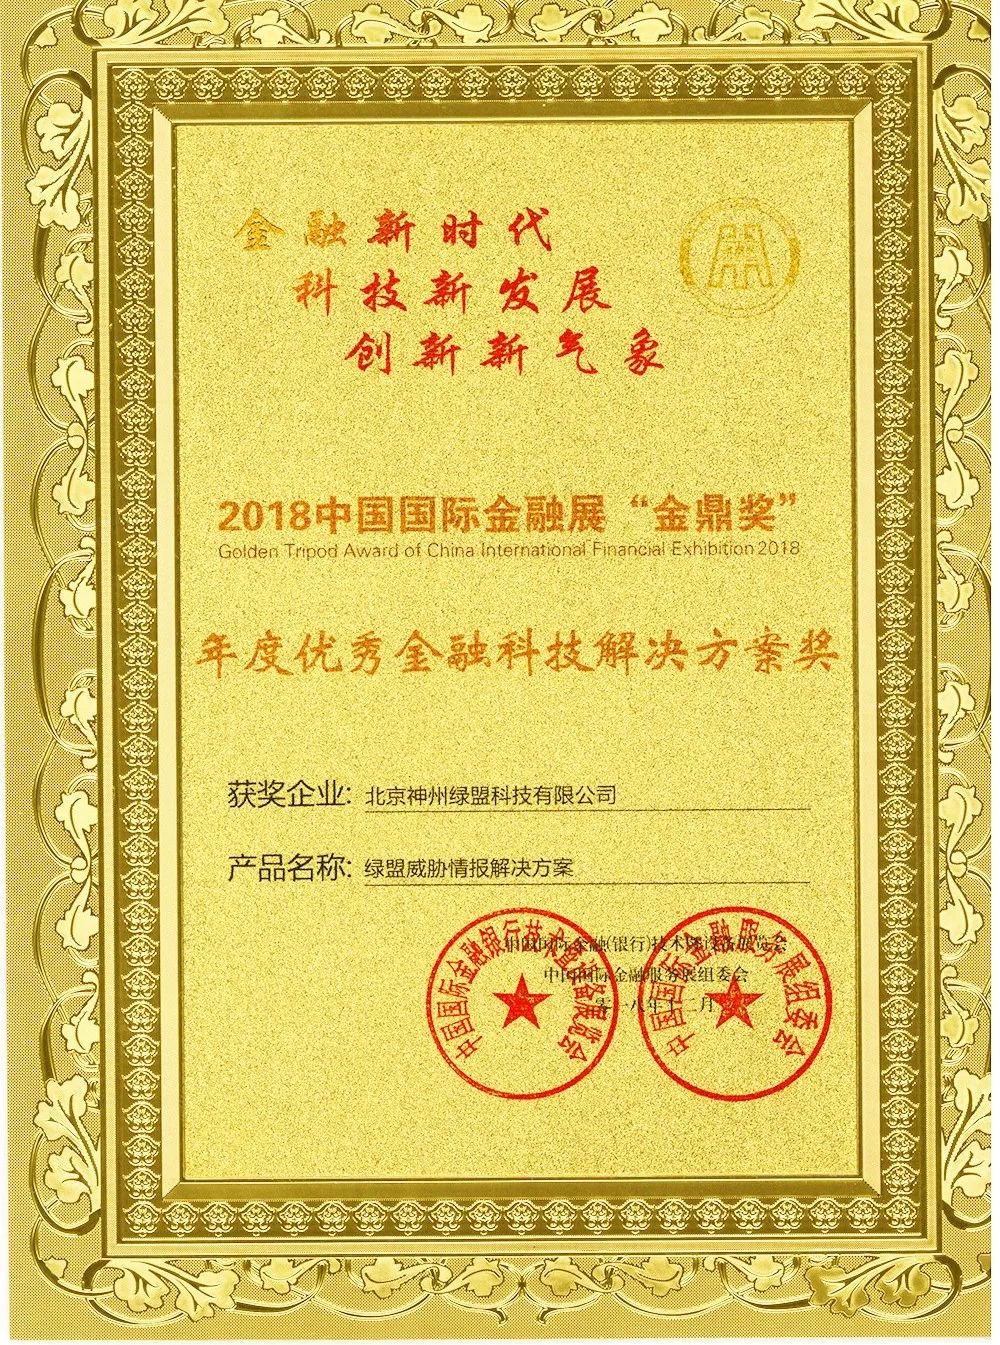 金融新时代
科技新发展
创新新气象
2018中国国际金融展“金鼎奖”
Golden Tripod Award of China International Financial Exhibition 2018
年度优秀金融科技解决方案奖
获奖企业: 北京神州绿盟科技有限公司
产品名称: 绿盟威胁情报解决方案
中国国际金融(银行)技术暨设备展览会
中国国际金融服务展组委会
一八年十二月
中国国际金融银行技术暨设备展览会
中国国际金融服务展组委会